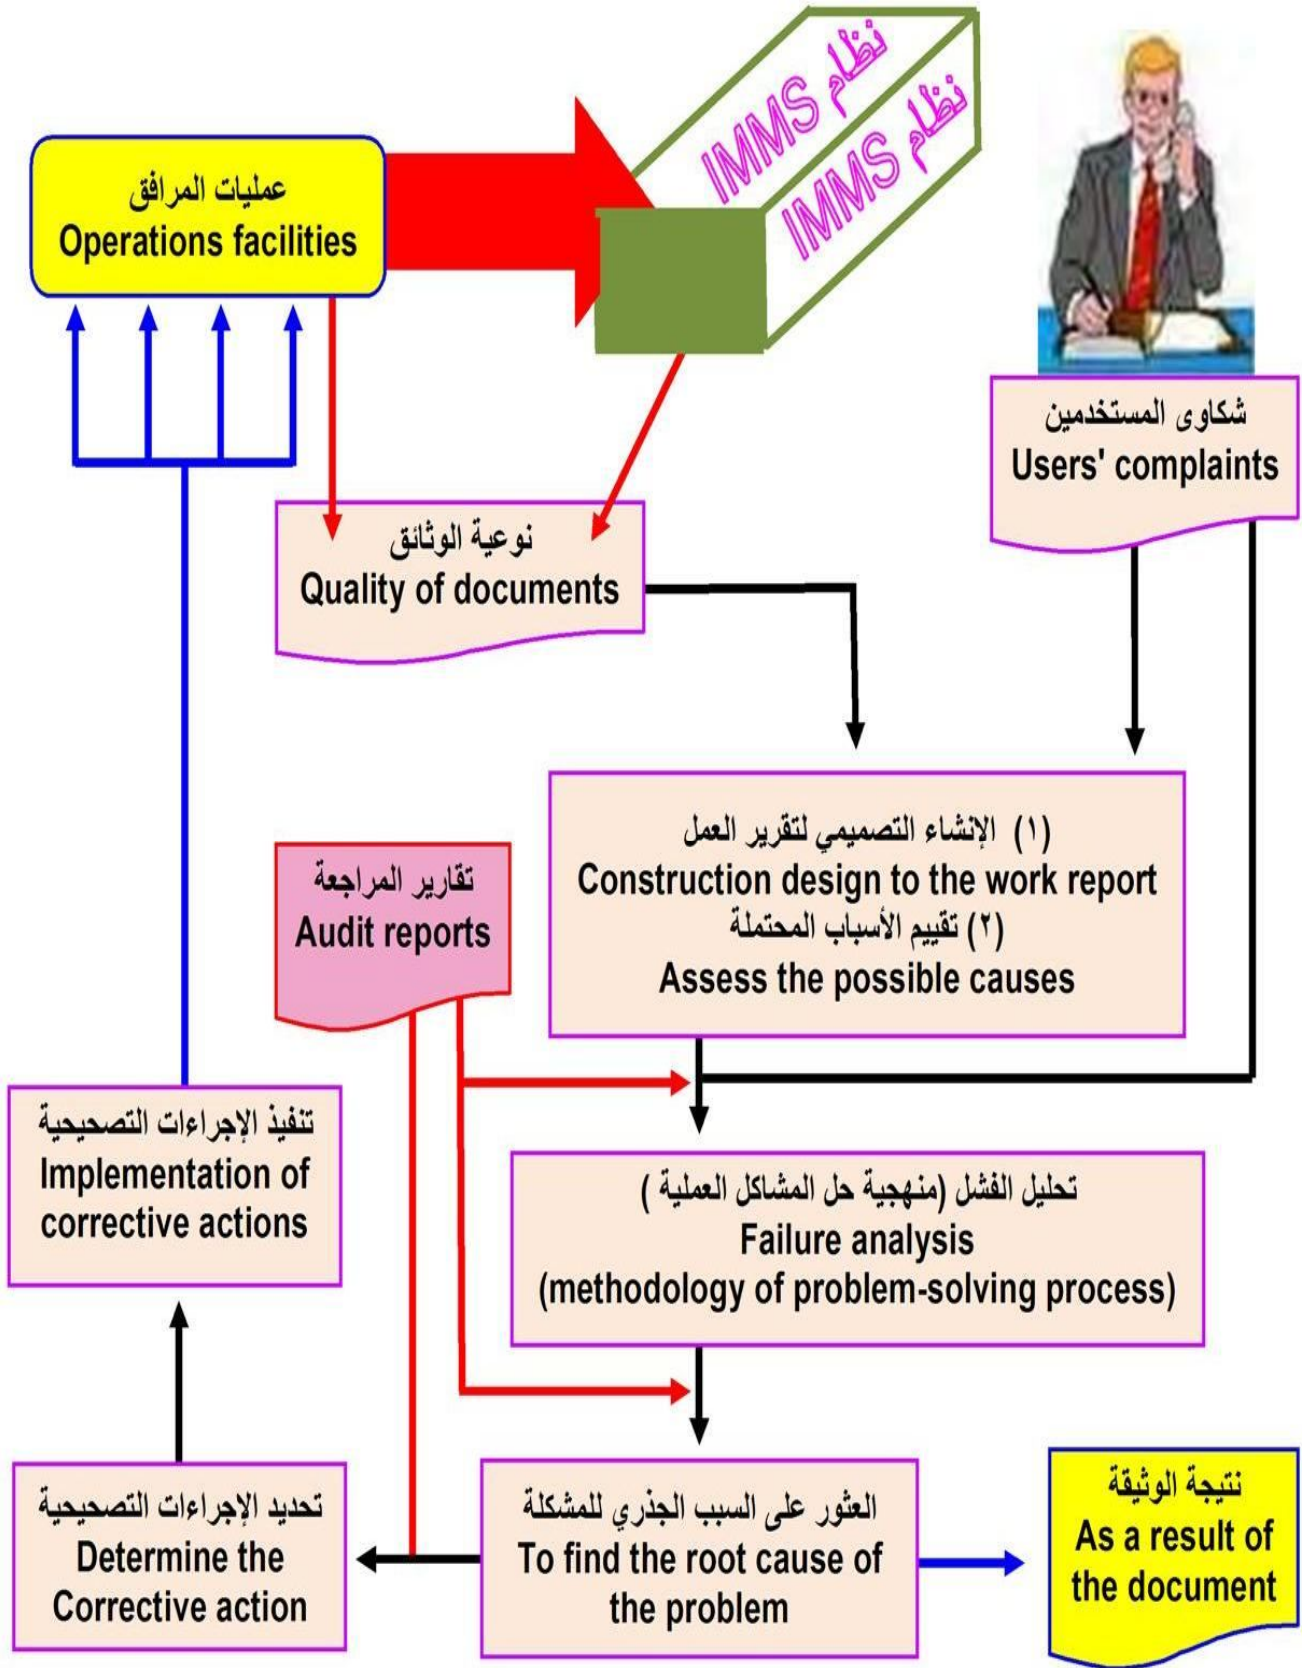 نظام IMMS
نظام IMMS
عمليات المرافق
Operations facilities
شكاوى المستخدمين
Users' complaints
نوعية الوثائق
Quality of documents
(١) الإنشاء التصميمي لتقرير العمل
Construction design to the work report
(٢) تقييم الأسباب المحتملة
Assess the possible causes
تقارير المراجعة
Audit reports
تنفيذ الإجراءات التصحيحية
Implementation of
corrective actions
تحليل الفشل (منهجية حل المشاكل العملية )
Failure analysis
(methodology of problem-solving process)
تحديد الإجراءات التصحيحية
Determine the
Corrective action
العثور على السبب الجذري للمشكلة
To find the root cause of
the problem
نتيجة الوثيقة
As a result of
the document